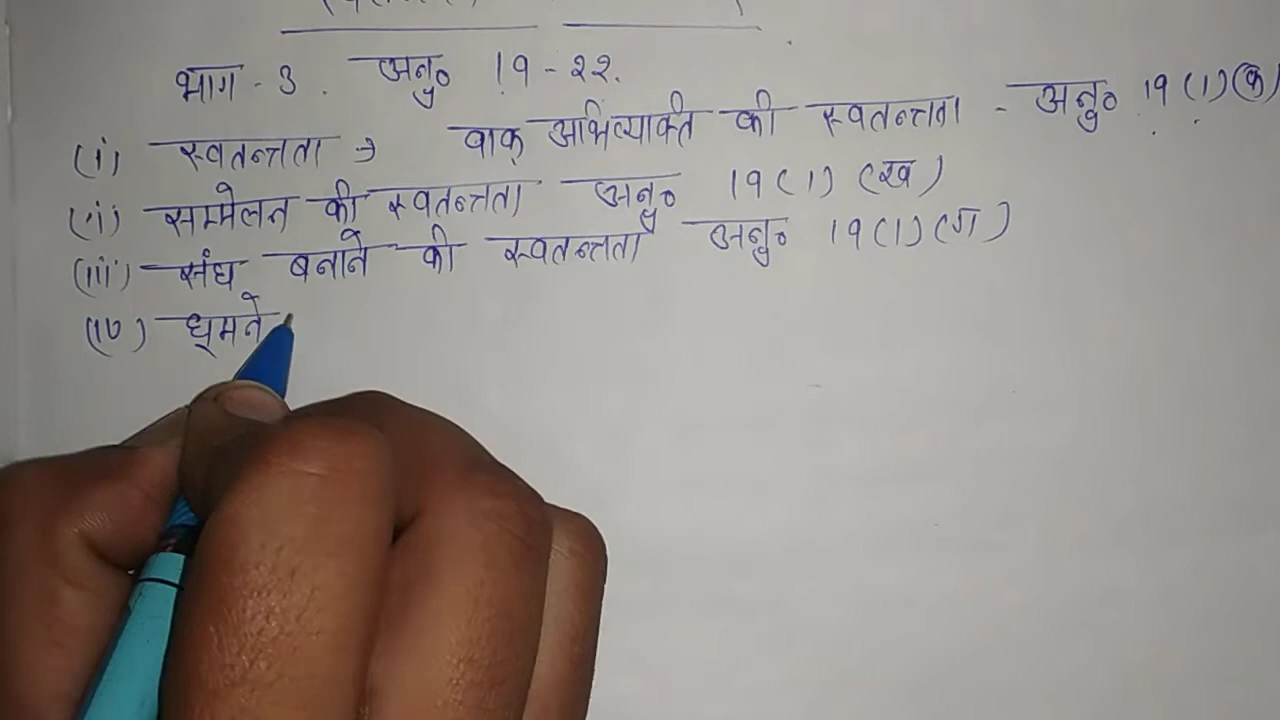 भाग - 3. अनु० 19 - २२.
(i) स्वतन्त्रता → वाक् अभिव्यक्ति की स्वतन्त्रता - अनु० 19 (1) (क)
(ii) सम्मेलन की स्वतन्त्रता अनु० 19 (1) (ख)
(iii) संघ बनाने की स्वतन्त्रता अनु० 19 (1) (ग)
(iv) घूमने